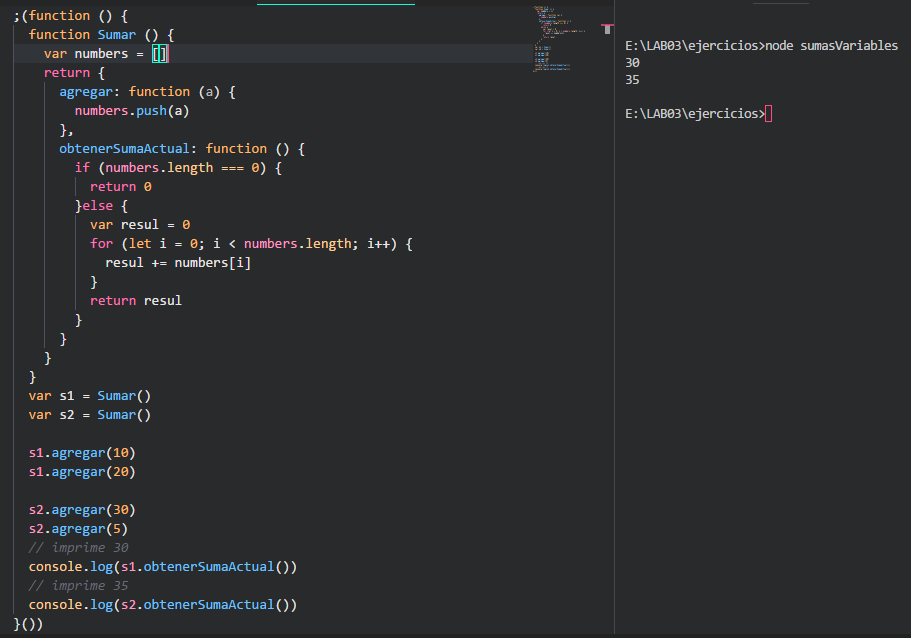 ;(function () {
  function Sumar () {
    var numbers = []
    return {
      agregar: function (a) {
        numbers.push(a)
      },
      obtenerSumaActual: function () {
        if (numbers.length === 0) {
          return 0
        }else {
          var resul = 0
          for (let i = 0; i < numbers.length; i++) {
            resul += numbers[i]
          }
          return resul
        }
      }
    }
  }
  var s1 = Sumar()
  var s2 = Sumar()

  s1.agregar(10)
  s1.agregar(20)

  s2.agregar(30)
  s2.agregar(5)
  // imprime 30
  console.log(s1.obtenerSumaActual())
  // imprime 35
  console.log(s2.obtenerSumaActual())
}())
E:\LAB03\ejercicios>node sumasVariables
30
35

E:\LAB03\ejercicios>